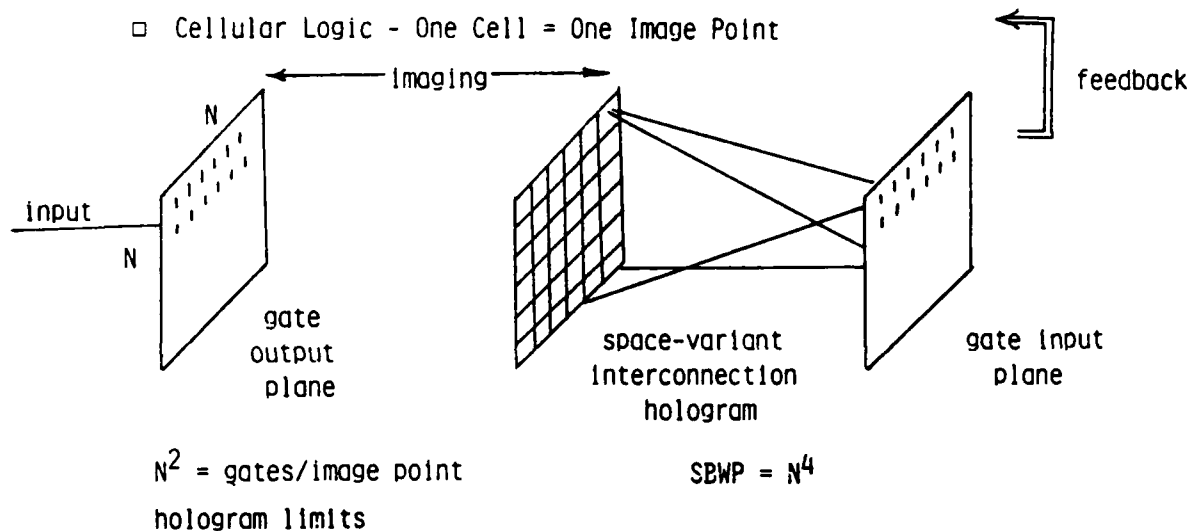 □ Cellular Logic - One Cell = One Image Point
imaging
feedback
N
input
N
gate
output
plane
space-variant
interconnection
hologram
gate input
plane
N² = gates/image point
SBWP = N⁴
hologram limits